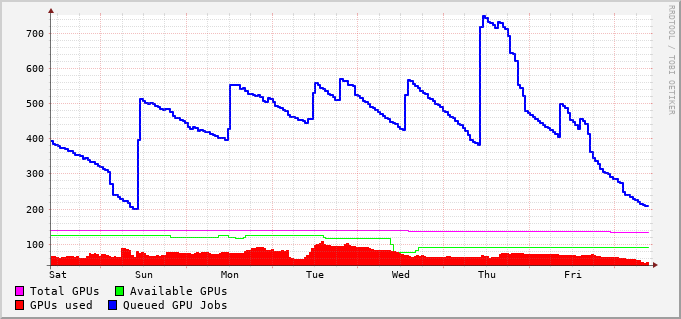 RRDTOOL / TOBI OETIKER
700
600
500
400
300
200
100
Sat Sun Mon Tue Wed Thu Fri
Total GPUs Available GPUs
GPUs used Queued GPU Jobs